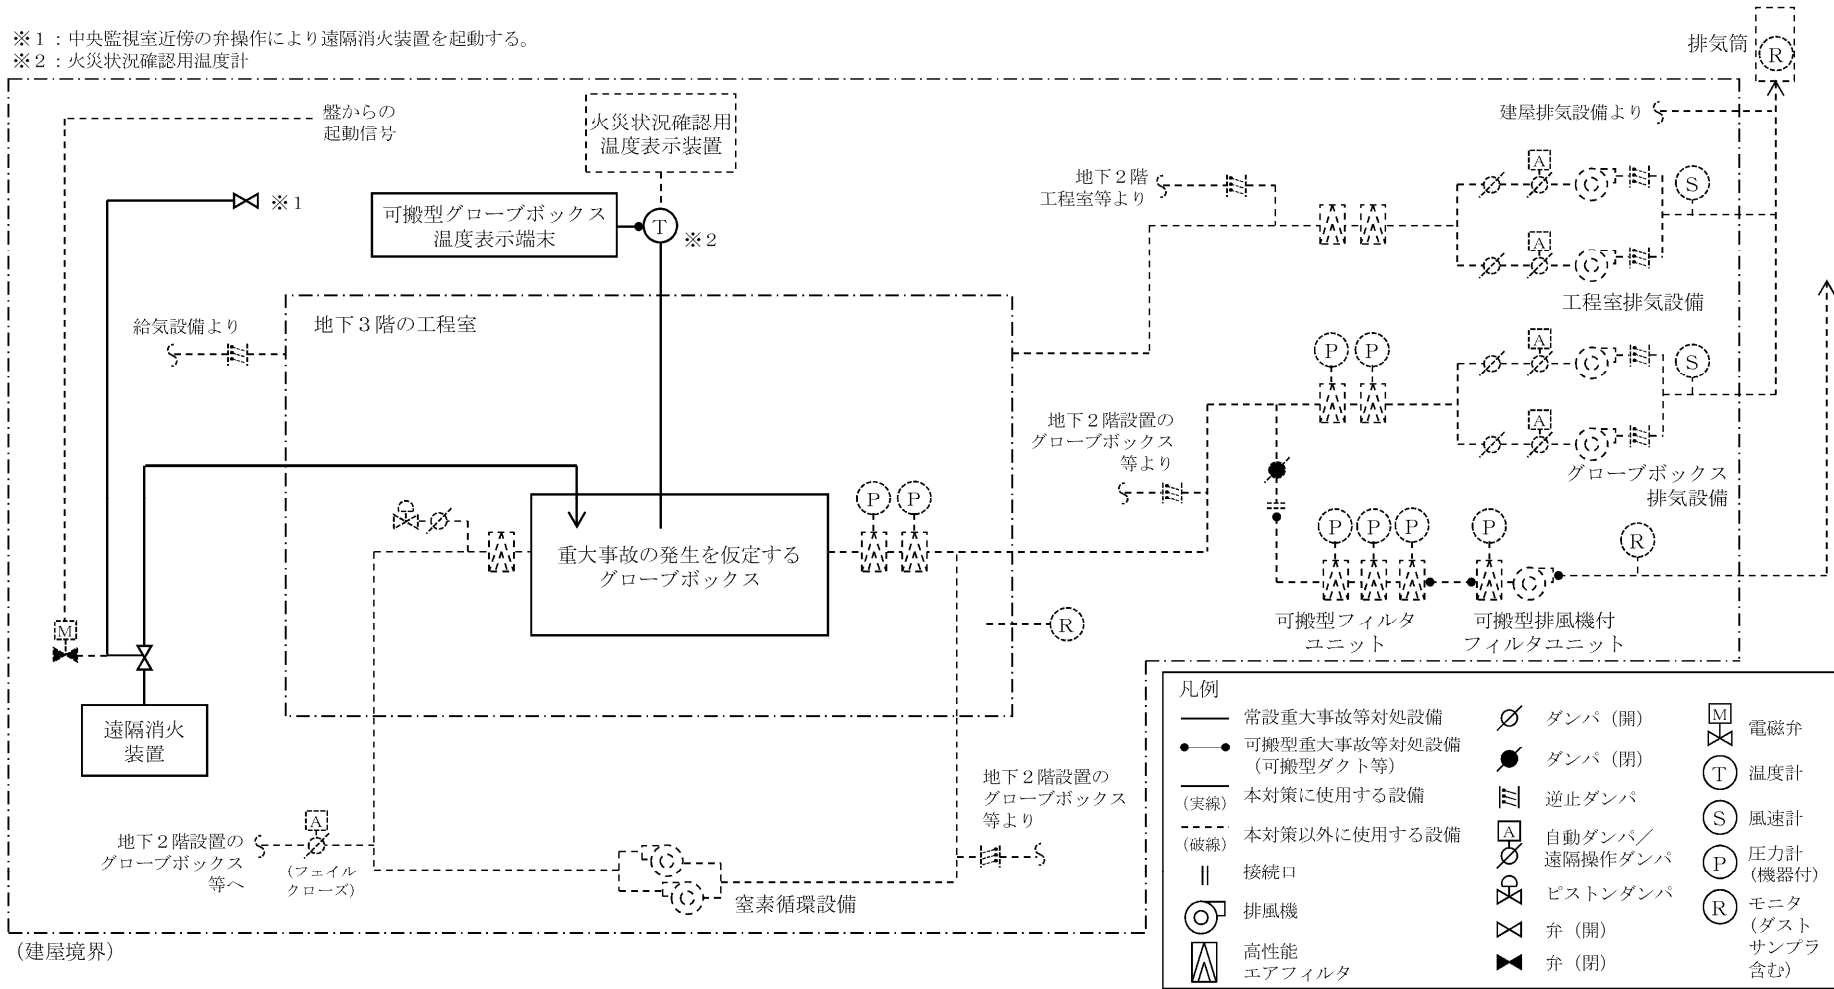 ※１：中央監視室近傍の弁操作により遠隔消火装置を起動する。
※２：火災状況確認用温度計
排気筒
R
盤からの
起動信号
火災状況確認用
温度表示装置
建屋排気設備より
※１
可搬型グローブボックス
温度表示端末
T
※２
地下２階
工程室等より
A
S
A
工程室排気設備
給気設備より
地下３階の工程室
P
P
A
S
A
グローブボックス
排気設備
地下２階設置の
グローブボックス
等より
P
P
重大事故の発生を仮定する
グローブボックス
P
P
P
P
R
可搬型フィルタ
ユニット
可搬型排風機付
フィルタユニット
R
M
遠隔消火
装置
地下２階設置の
グローブボックス
等へ
A
(フェイル
クローズ)
窒素循環設備
地下２階設置の
グローブボックス
等より
(建屋境界)
凡例
常設重大事故等対処設備
可搬型重大事故等対処設備
（可搬型ダクト等）
(実線)
本対策に使用する設備
(破線)
本対策以外に使用する設備
接続口
排風機
高性能
エアフィルタ
ダンパ（開）
ダンパ（閉）
逆止ダンパ
A
自動ダンパ／
遠隔操作ダンパ
ピストンダンパ
弁（開）
弁（閉）
M
電磁弁
T
温度計
S
風速計
P
圧力計
(機器付)
R
モニタ
(ダスト
サンプラ
含む)